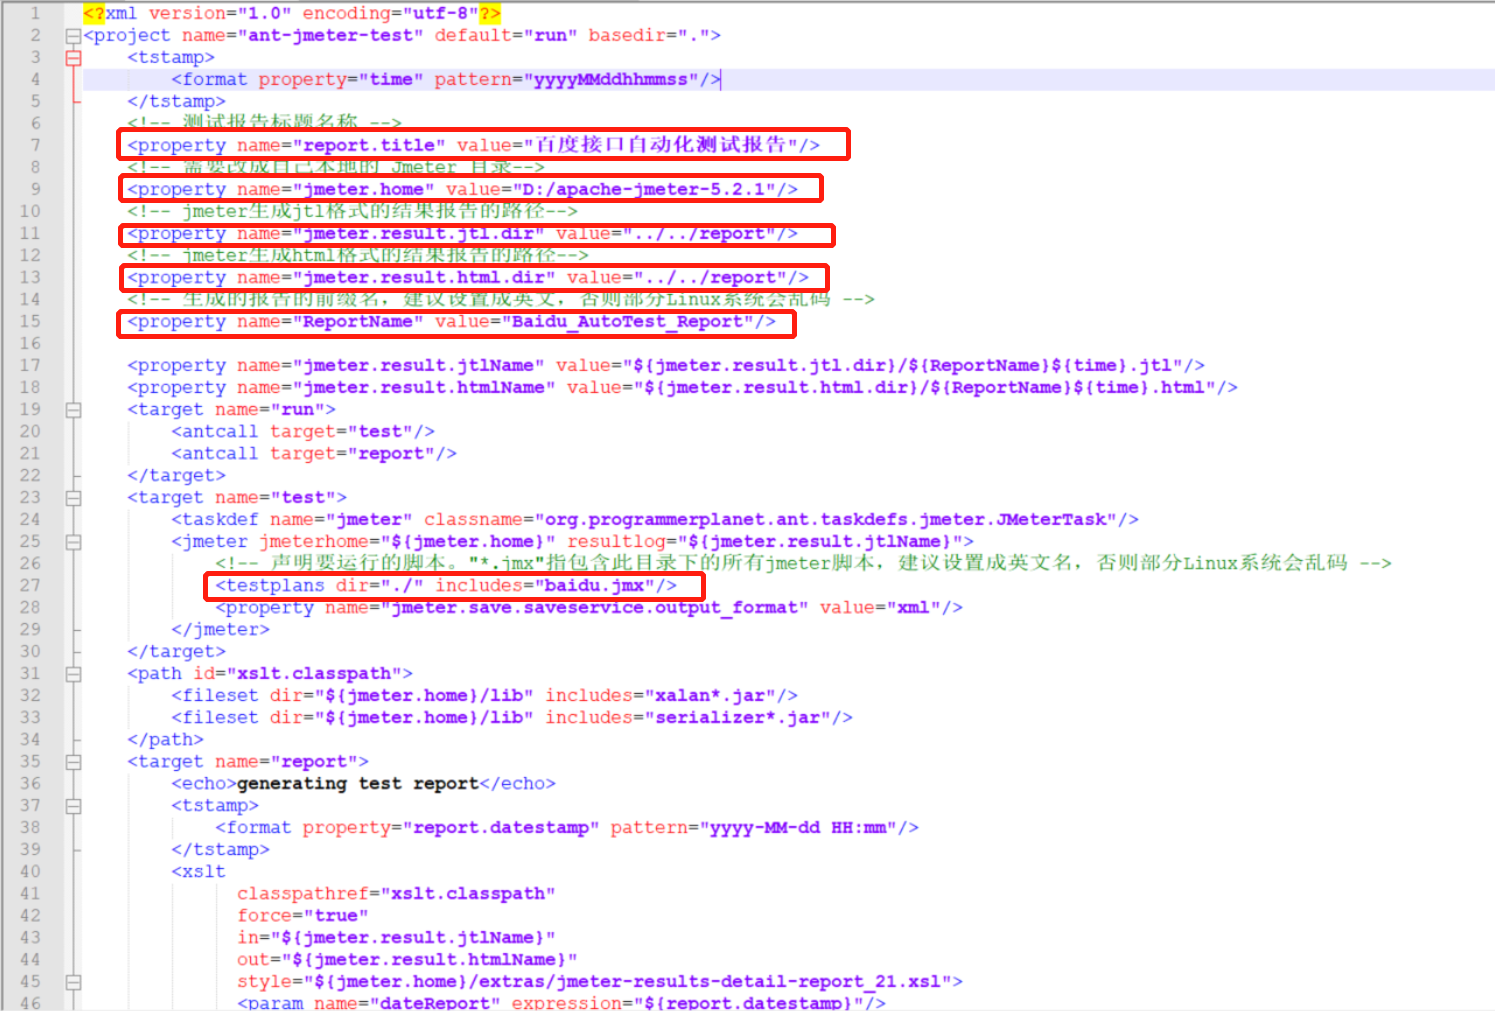 1 <?xml version="1.0" encoding="utf-8"?>
2 <project name="ant-jmeter-test" default="run" basedir=".">
3 <tstamp>
4 <format property="time" pattern="yyyyMMddhhmmss"/>
5 </tstamp>
6 <!-- 测试报告标题名称 -->
7 <property name="report.title" value="百度接口自动化测试报告"/>
8 <!-- 需要改成自己本地的 Jmeter 目录-->
9 <property name="jmeter.home" value="D:/apache-jmeter-5.2.1"/>
10 <!-- jmeter生成jtl格式的结果报告的路径-->
11 <property name="jmeter.result.jtl.dir" value="../../report"/>
12 <!-- jmeter生成html格式的结果报告的路径-->
13 <property name="jmeter.result.html.dir" value="../../report"/>
14 <!-- 生成的报告的前缀名，建议设置成英文，否则部分Linux系统会乱码 -->
15 <property name="ReportName" value="Baidu_AutoTest_Report"/>
16
17 <property name="jmeter.result.jtlName" value="${jmeter.result.jtl.dir}/${ReportName}${time}.jtl"/>
18 <property name="jmeter.result.htmlName" value="${jmeter.result.html.dir}/${ReportName}${time}.html"/>
19 <target name="run">
20 <antcall target="test"/>
21 <antcall target="report"/>
22 </target>
23 <target name="test">
24 <taskdef name="jmeter" classname="org.programmerplanet.ant.taskdefs.jmeter.JMeterTask"/>
25 <jmeter jmeterhome="${jmeter.home}" resultlog="${jmeter.result.jtlName}">
26 <!-- 声明要运行的脚本。"*.jmx"指包含此目录下的所有jmeter脚本，建议设置成英文名，否则部分Linux系统会乱码 -->
27 <testplans dir="./" includes="baidu.jmx"/>
28 <property name="jmeter.save.saveservice.output_format" value="xml"/>
29 </jmeter>
30 </target>
31 <path id="xslt.classpath">
32 <fileset dir="${jmeter.home}/lib" includes="xalan*.jar"/>
33 <fileset dir="${jmeter.home}/lib" includes="serializer*.jar"/>
34 </path>
35 <target name="report">
36 <echo>generating test report</echo>
37 <tstamp>
38 <format property="report.datestamp" pattern="yyyy-MM-dd HH:mm"/>
39 </tstamp>
40 <xslt
41 classpathref="xslt.classpath"
42 force="true"
43 in="${jmeter.result.jtlName}"
44 out="${jmeter.result.htmlName}"
45 style="${jmeter.home}/extras/jmeter-results-detail-report_21.xsl">
46 <param name="dateReport" expression="${report.datestamp}"/>